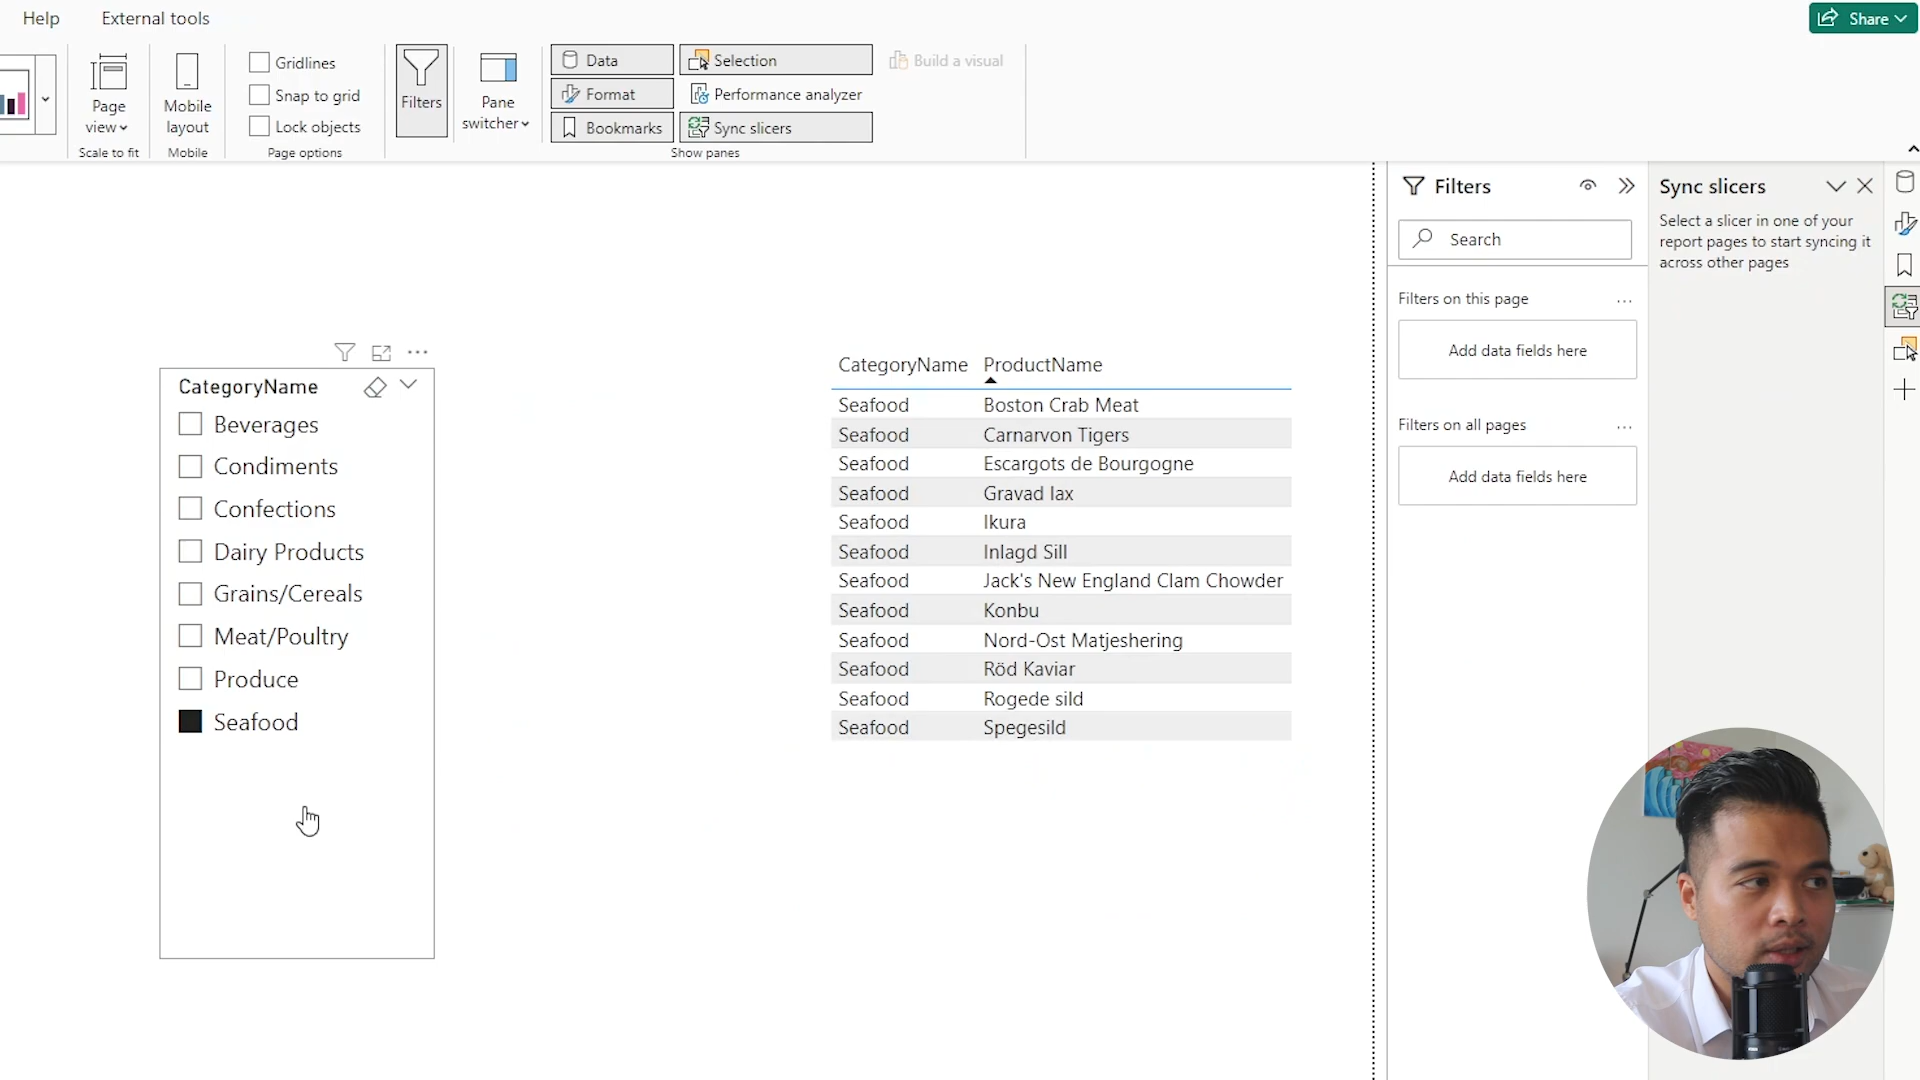 Help
External tools
Share
Page view
Mobile layout
Gridlines
Snap to grid
Lock objects
Filters
Pane switcher
Data
Selection
Build a visual
Format
Performance analyzer
Bookmarks
Sync slicers
Scale to fit
Mobile
Page options
Show panes
CategoryName
Beverages
Condiments
Confections
Dairy Products
Grains/Cereals
Meat/Poultry
Produce
Seafood
CategoryName ProductName
Seafood Boston Crab Meat
Seafood Carnarvon Tigers
Seafood Escargots de Bourgogne
Seafood Gravad lax
Seafood Ikura
Seafood Inlagd Sill
Seafood Jack's New England Clam Chowder
Seafood Konbu
Seafood Nord-Ost Matjeshering
Seafood Röd Kaviar
Seafood Rogede sild
Seafood Spegesild
Filters
Search
Filters on this page
Add data fields here
Filters on all pages
Add data fields here
Sync slicers
Select a slicer in one of your
report pages to start syncing it
across other pages